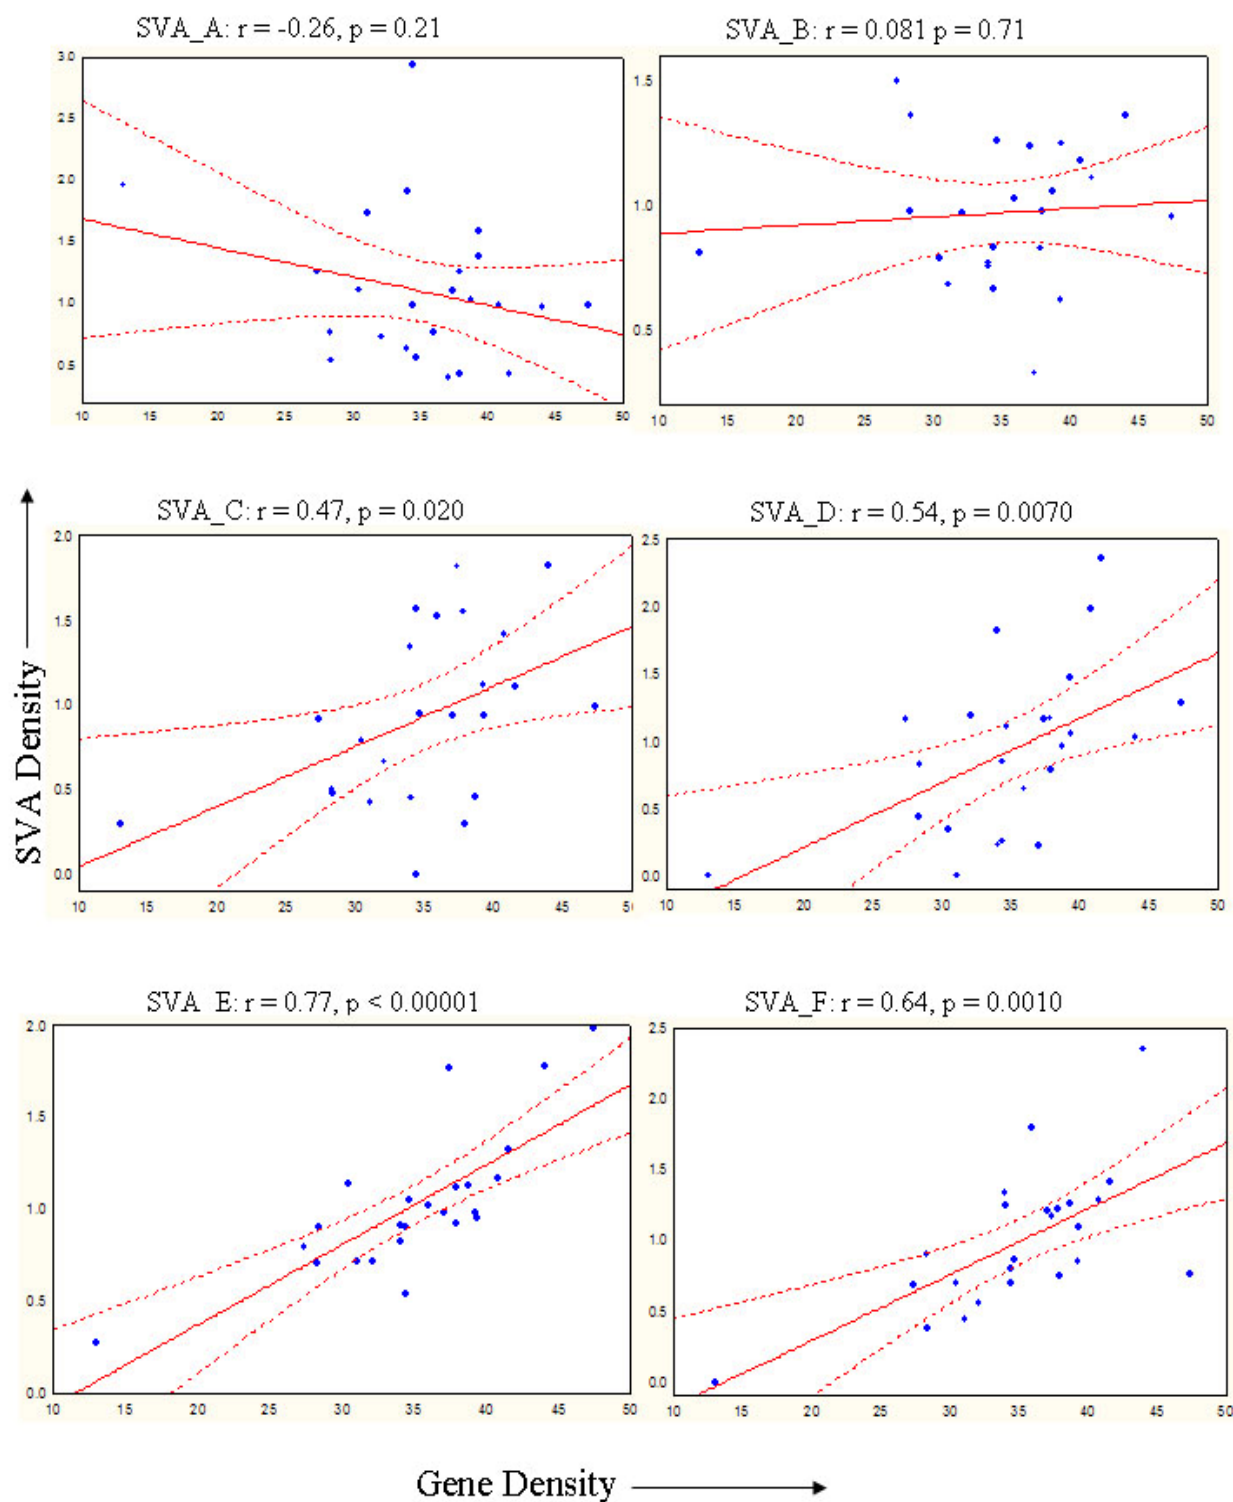 SVA_A: r = -0.26, p = 0.21
3.0
2.5
2.0
1.5
1.0
0.5
10 15 20 25 30 35 40 45 50
SVA_B: r = 0.081 p = 0.71
1.5
1.0
0.5
10 15 20 25 30 35 40 45 50
SVA Density
SVA_C: r = 0.47, p = 0.020
2.0
1.5
1.0
0.5
0.0
10 15 20 25 30 35 40 45
SVA_D: r = 0.54, p = 0.0070
2.5
2.0
1.5
1.0
0.5
0.0
10 15 20 25 30 35 40 45 50
SVA_E: r = 0.77, p < 0.00001
2.0
1.5
1.0
0.5
0.0
10 15 20 25 30 35 40 45 50
SVA_F: r = 0.64, p = 0.0010
2.5
2.0
1.5
1.0
0.5
0.0
10 15 20 25 30 35 40 45 50
Gene Density